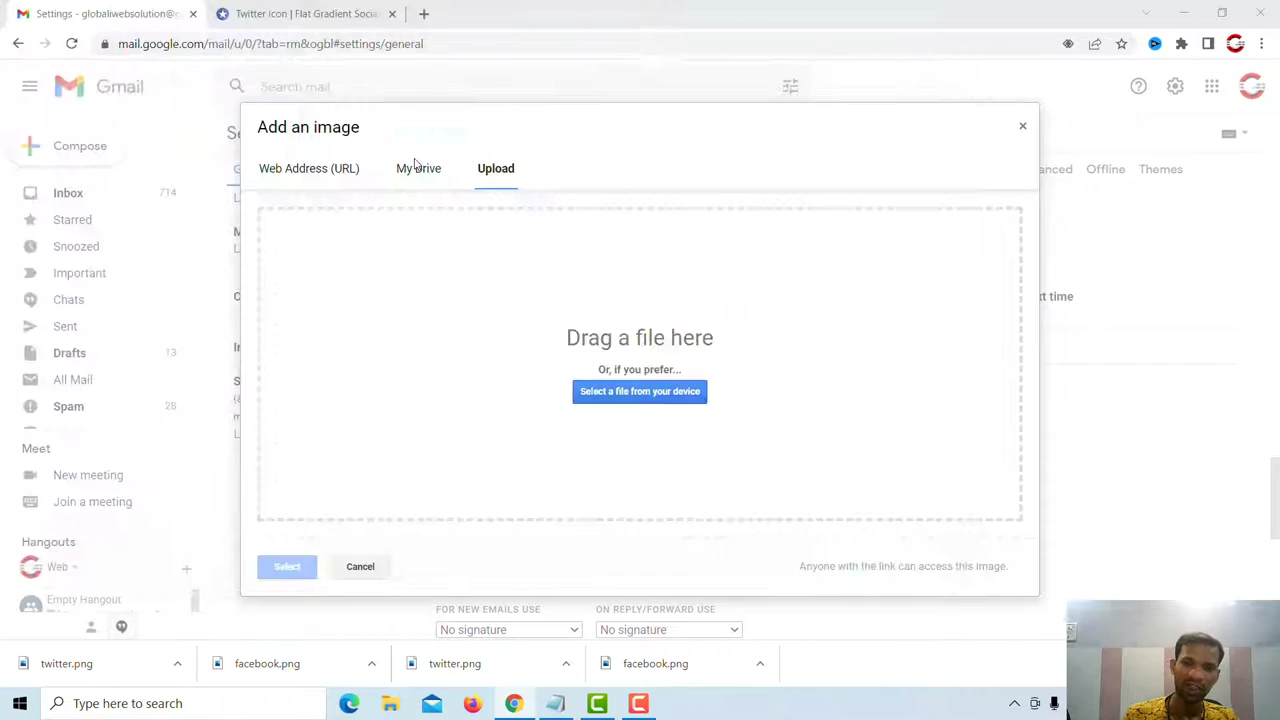 Settings - globaliwebsolution@g
Twitter Icon | Flat Gradient Social
mail.google.com/mail/u/0/?tab=rm&ogbl#settings/general
Gmail
Search mail
Compose
Inbox 714
Starred
Snoozed
Important
Chats
Sent
Drafts 13
All Mail
Spam 28
Meet
New meeting
Join a meeting
Hangouts
Web
Empty Hangout
Add an image
Web Address (URL) My Drive Upload
Drag a file here
Or, if you prefer...
Select a file from your device
Select Cancel Anyone with the link can access this image.
Offline Themes
FOR NEW EMAILS USE ON REPLY/FORWARD USE
No signature No signature
twitter.png facebook.png twitter.png facebook.png
Type here to search